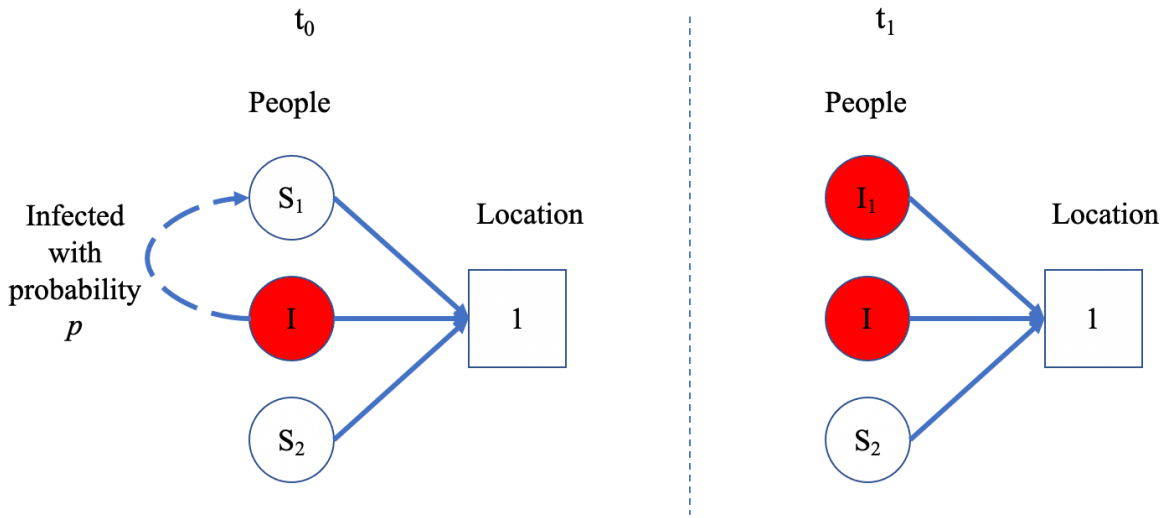 t₀
People
S₁
Infected
with
probability
p
I
S₂
Location
1
t₁
People
I₁
I
S₂
Location
1